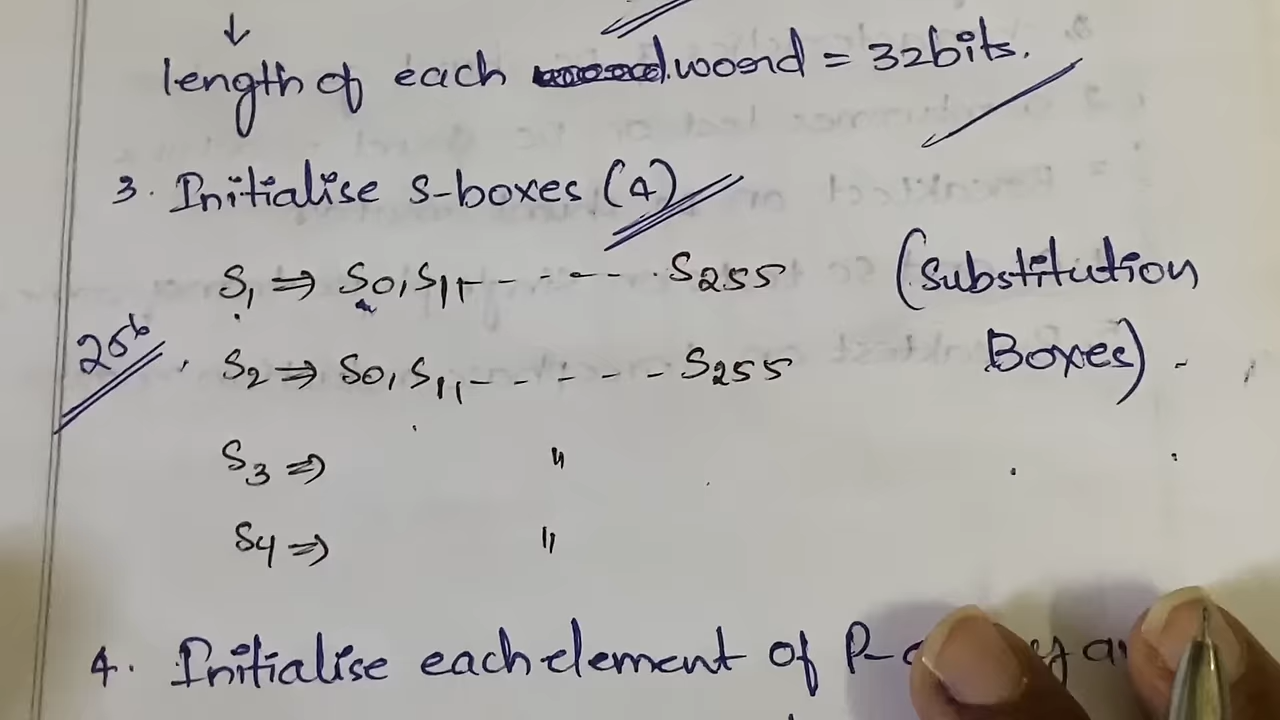 ↓
length of each word = 32bits.
3. Initialise S-boxes (4)
S1 ⇒ S0, S1, - - - - - S255 (Substitution
256 S2 ⇒ S0, S1, - - - - - - S255 Boxes) -
S3 ⇒ "
S4 ⇒ "
4. Initialise each element of P-